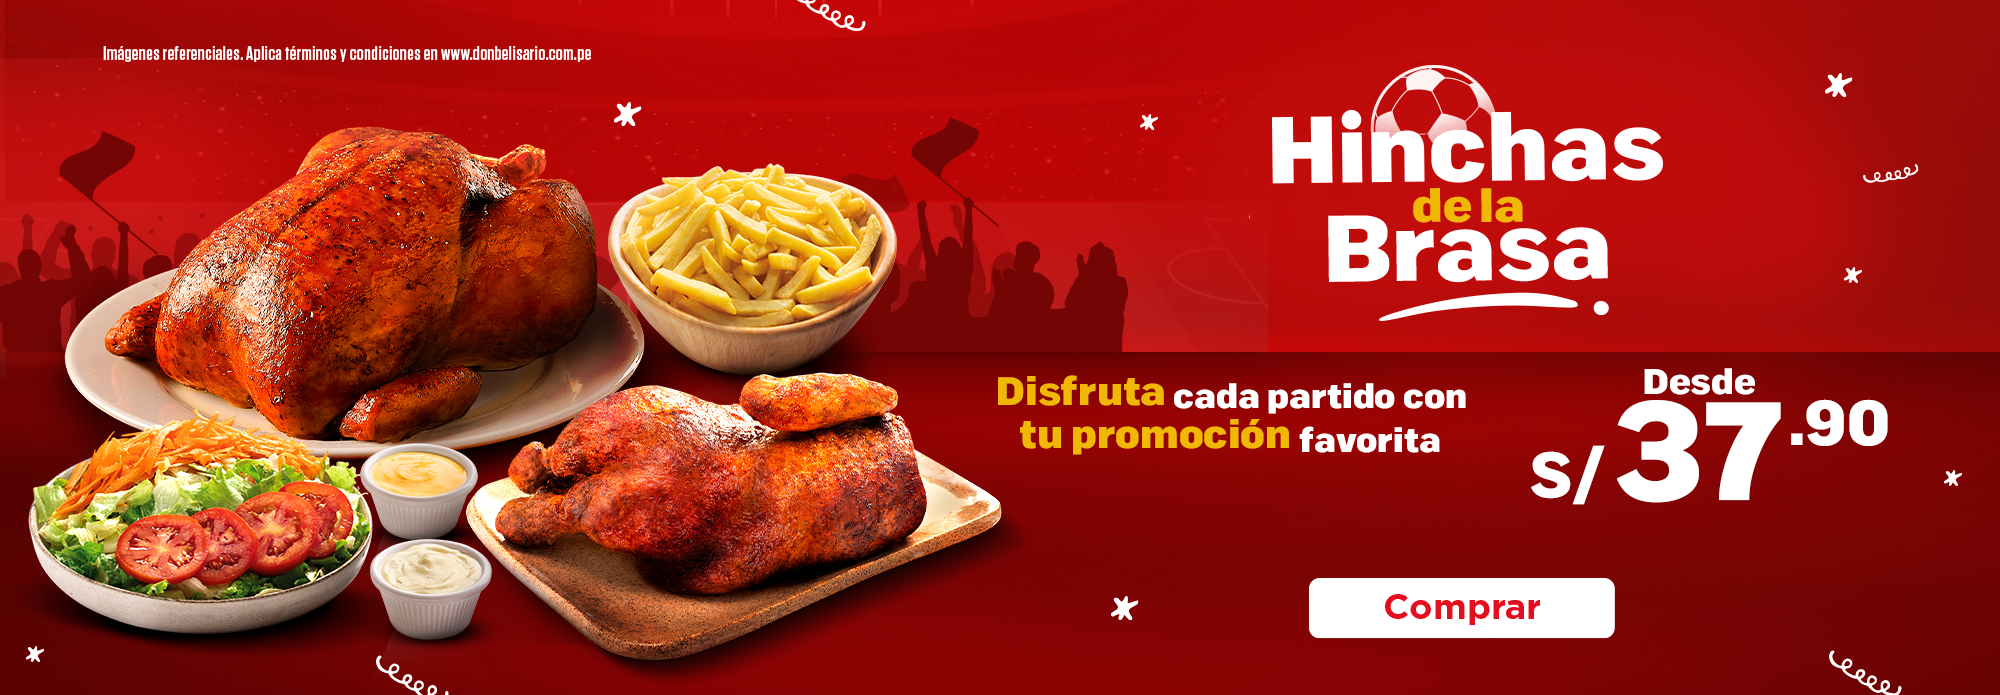 Imágenes referenciales. Aplica términos y condiciones en www.donbelisario.com.pe
Hinchas
de la
Brasa
Disfruta cada partido con
tu promoción favorita
Desde
S/37.90
Comprar